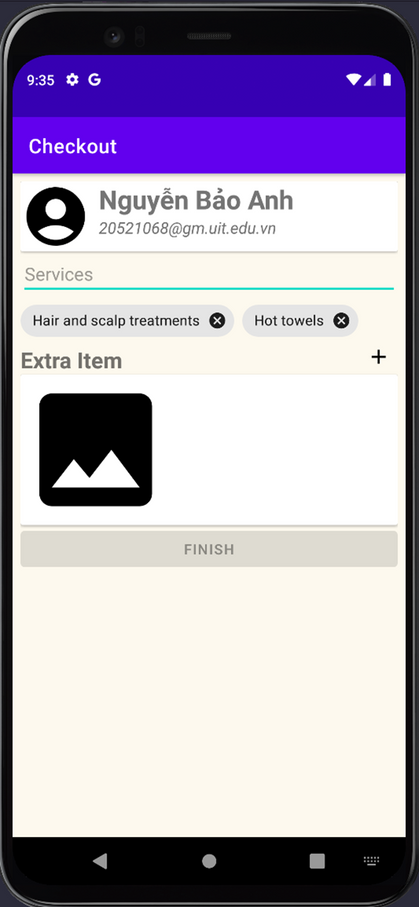 9:35 G
Checkout
Nguyễn Bảo Anh
20521068@gm.uit.edu.vn
Services
Hair and scalp treatments Hot towels
Extra Item +
FINISH